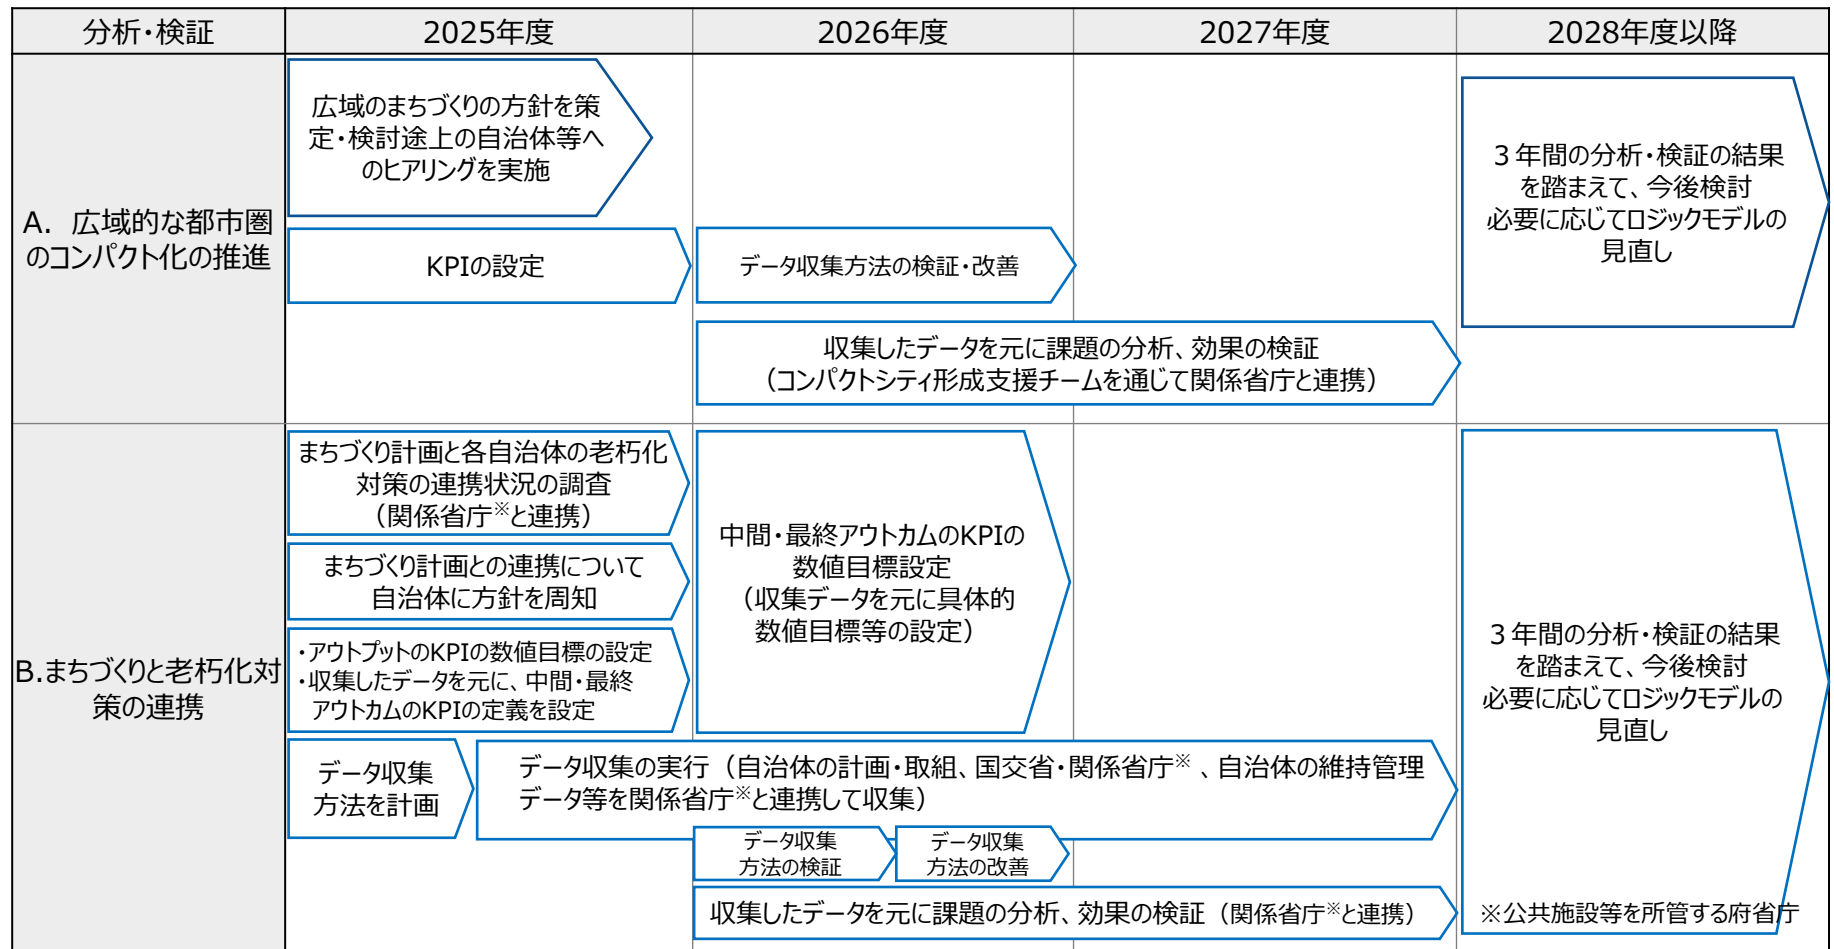 分析・検証
2025年度
2026年度
2027年度
2028年度以降
A. 広域的な都市圏
のコンパクト化の推進
広域のまちづくりの方針を策
定・検討途上の自治体等へ
のヒアリングを実施
KPIの設定
データ収集方法の検証・改善
収集したデータを元に課題の分析、効果の検証
（コンパクトシティ形成支援チームを通じて関係省庁と連携）
３年間の分析・検証の結果
を踏まえて、今後検討
必要に応じてロジックモデルの
見直し
B.まちづくりと老朽化対
策の連携
まちづくり計画と各自治体の老朽化
対策の連携状況の調査
（関係省庁※と連携）
まちづくり計画との連携について
自治体に方針を周知
・アウトプットのKPIの数値目標の設定
・収集したデータを元に、中間・最終
アウトカムのKPIの定義を設定
中間・最終アウトカムのKPIの
数値目標設定
（収集データを元に具体的
数値目標等の設定）
データ収集
方法を計画
データ収集の実行（自治体の計画・取組、国交省・関係省庁※、自治体の維持管理
データ等を関係省庁※と連携して収集）
データ収集
方法の検証
データ収集
方法の改善
収集したデータを元に課題の分析、効果の検証（関係省庁※と連携）
３年間の分析・検証の結果
を踏まえて、今後検討
必要に応じてロジックモデルの
見直し
※公共施設等を所管する府省庁